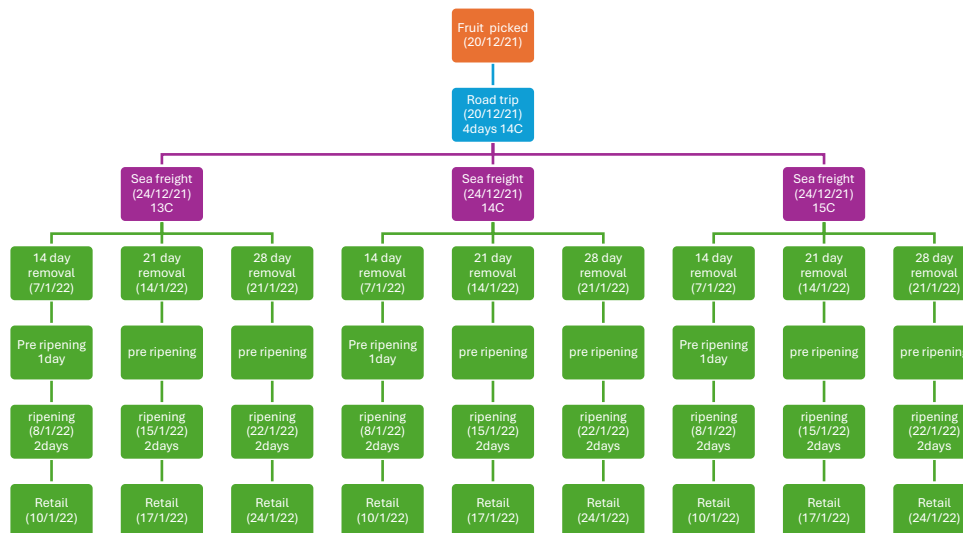 Fruit picked
(20/12/21)
Road trip
(20/12/21)
4days 14C
Sea freight
(24/12/21)
13C
Sea freight
(24/12/21)
14C
Sea freight
(24/12/21)
15C
14 day
removal
(7/1/22)
21 day
removal
(14/1/22)
28 day
removal
(21/1/22)
14 day
removal
(7/1/22)
21 day
removal
(14/1/22)
28 day
removal
(21/1/22)
14 day
removal
(7/1/22)
21 day
removal
(14/1/22)
28 day
removal
(21/1/22)
Pre ripening
1day
pre ripening
pre ripening
Pre ripening
1day
pre ripening
pre ripening
Pre ripening
1day
pre ripening
pre ripening
ripening
(8/1/22)
2days
ripening
(15/1/22)
2days
ripening
(22/1/22)
2days
ripening
(8/1/22)
2days
ripening
(15/1/22)
2days
ripening
(22/1/22)
2days
ripening
(8/1/22)
2days
ripening
(15/1/22)
2days
ripening
(22/1/22)
2days
Retail
(10/1/22)
Retail
(17/1/22)
Retail
(24/1/22)
Retail
(10/1/22)
Retail
(17/1/22)
Retail
(24/1/22)
Retail
(10/1/22)
Retail
(17/1/22)
Retail
(24/1/22)